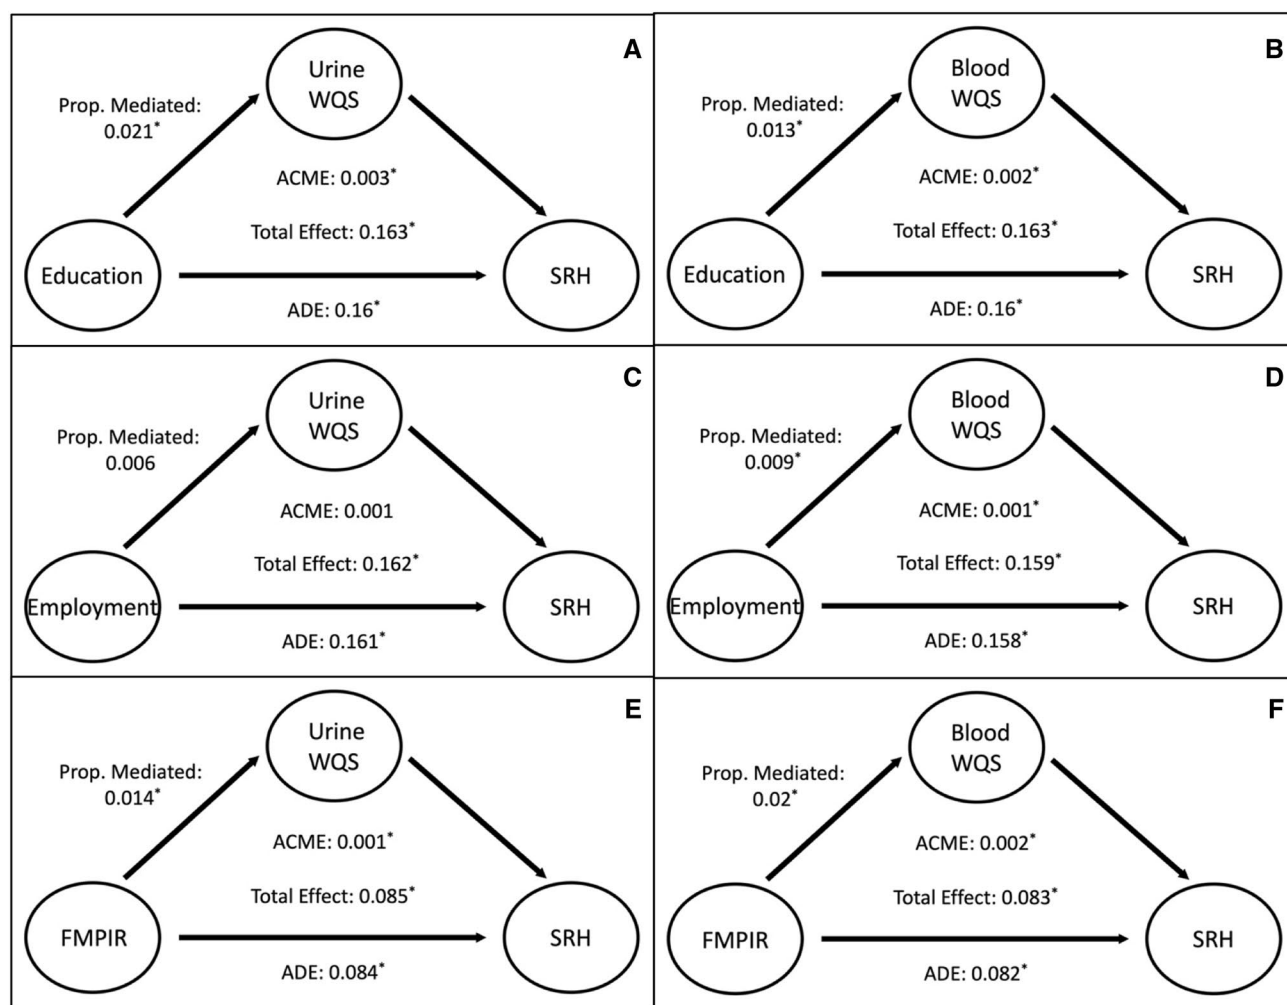 A
Urine
WQS
Prop. Mediated:
0.021*
ACME: 0.003*
Total Effect: 0.163*
Education
SRH
ADE: 0.16*
B
Blood
WQS
Prop. Mediated:
0.013*
ACME: 0.002*
Total Effect: 0.163*
Education
SRH
ADE: 0.16*
C
Urine
WQS
Prop. Mediated:
0.006
ACME: 0.001
Total Effect: 0.162*
Employment
SRH
ADE: 0.161*
D
Blood
WQS
Prop. Mediated:
0.009*
ACME: 0.001*
Total Effect: 0.159*
Employment
SRH
ADE: 0.158*
E
Urine
WQS
Prop. Mediated:
0.014*
ACME: 0.001*
Total Effect: 0.085*
FMPIR
SRH
ADE: 0.084*
F
Blood
WQS
Prop. Mediated:
0.02*
ACME: 0.002*
Total Effect: 0.083*
FMPIR
SRH
ADE: 0.082*